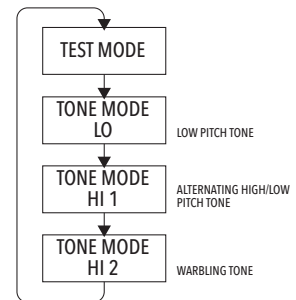 TEST MODE
TONE MODE
LO
LOW PITCH TONE
TONE MODE
HI 1
ALTERNATING HIGH/LOW
PITCH TONE
TONE MODE
HI 2
WARBLING TONE